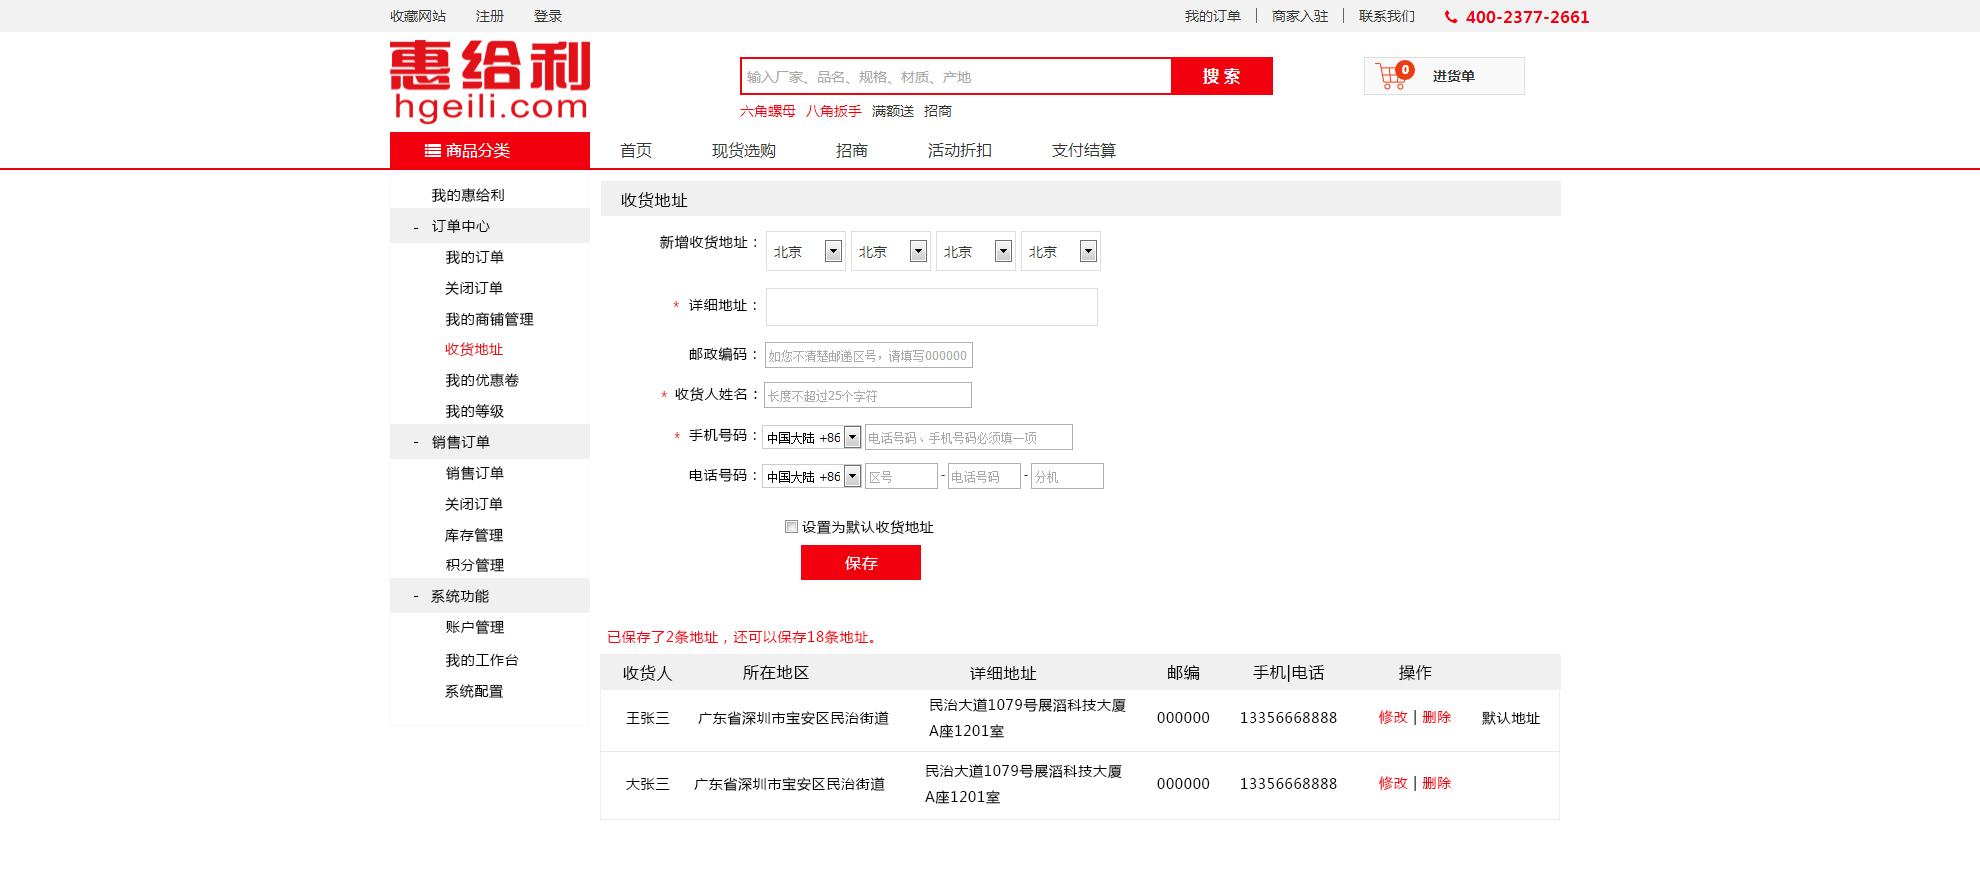 收藏网站 注册 登录 我的订单 | 商家入驻 | 联系我们 400-2377-2661
惠给利
hgeili.com
输入厂家、品名、规格、材质、产地 搜 索 0 进货单
六角螺母 八角扳手 满额送 招商
商品分类 首页 现货选购 招商 活动折扣 支付结算
我的惠给利
- 订单中心
我的订单
关闭订单
我的商铺管理
收货地址
我的优惠卷
我的等级
- 销售订单
销售订单
关闭订单
库存管理
积分管理
- 系统功能
账户管理
我的工作台
系统配置
收货地址
新增收货地址： 北京 北京 北京 北京
* 详细地址：
邮政编码： 如您不清楚邮递区号，请填写000000
* 收货人姓名： 长度不超过25个字符
* 手机号码： 中国大陆 +86 电话号码、手机号码必须填一项
电话号码： 中国大陆 +86 区号 - 电话号码 - 分机
设置为默认收货地址
保存
已保存了2条地址，还可以保存18条地址。
收货人 所在地区 详细地址 邮编 手机|电话 操作
王张三 广东省深圳市宝安区民治街道 民治大道1079号展滔科技大厦 000000 13356668888 修改 | 删除 默认地址
A座1201室
大张三 广东省深圳市宝安区民治街道 民治大道1079号展滔科技大厦 000000 13356668888 修改 | 删除
A座1201室